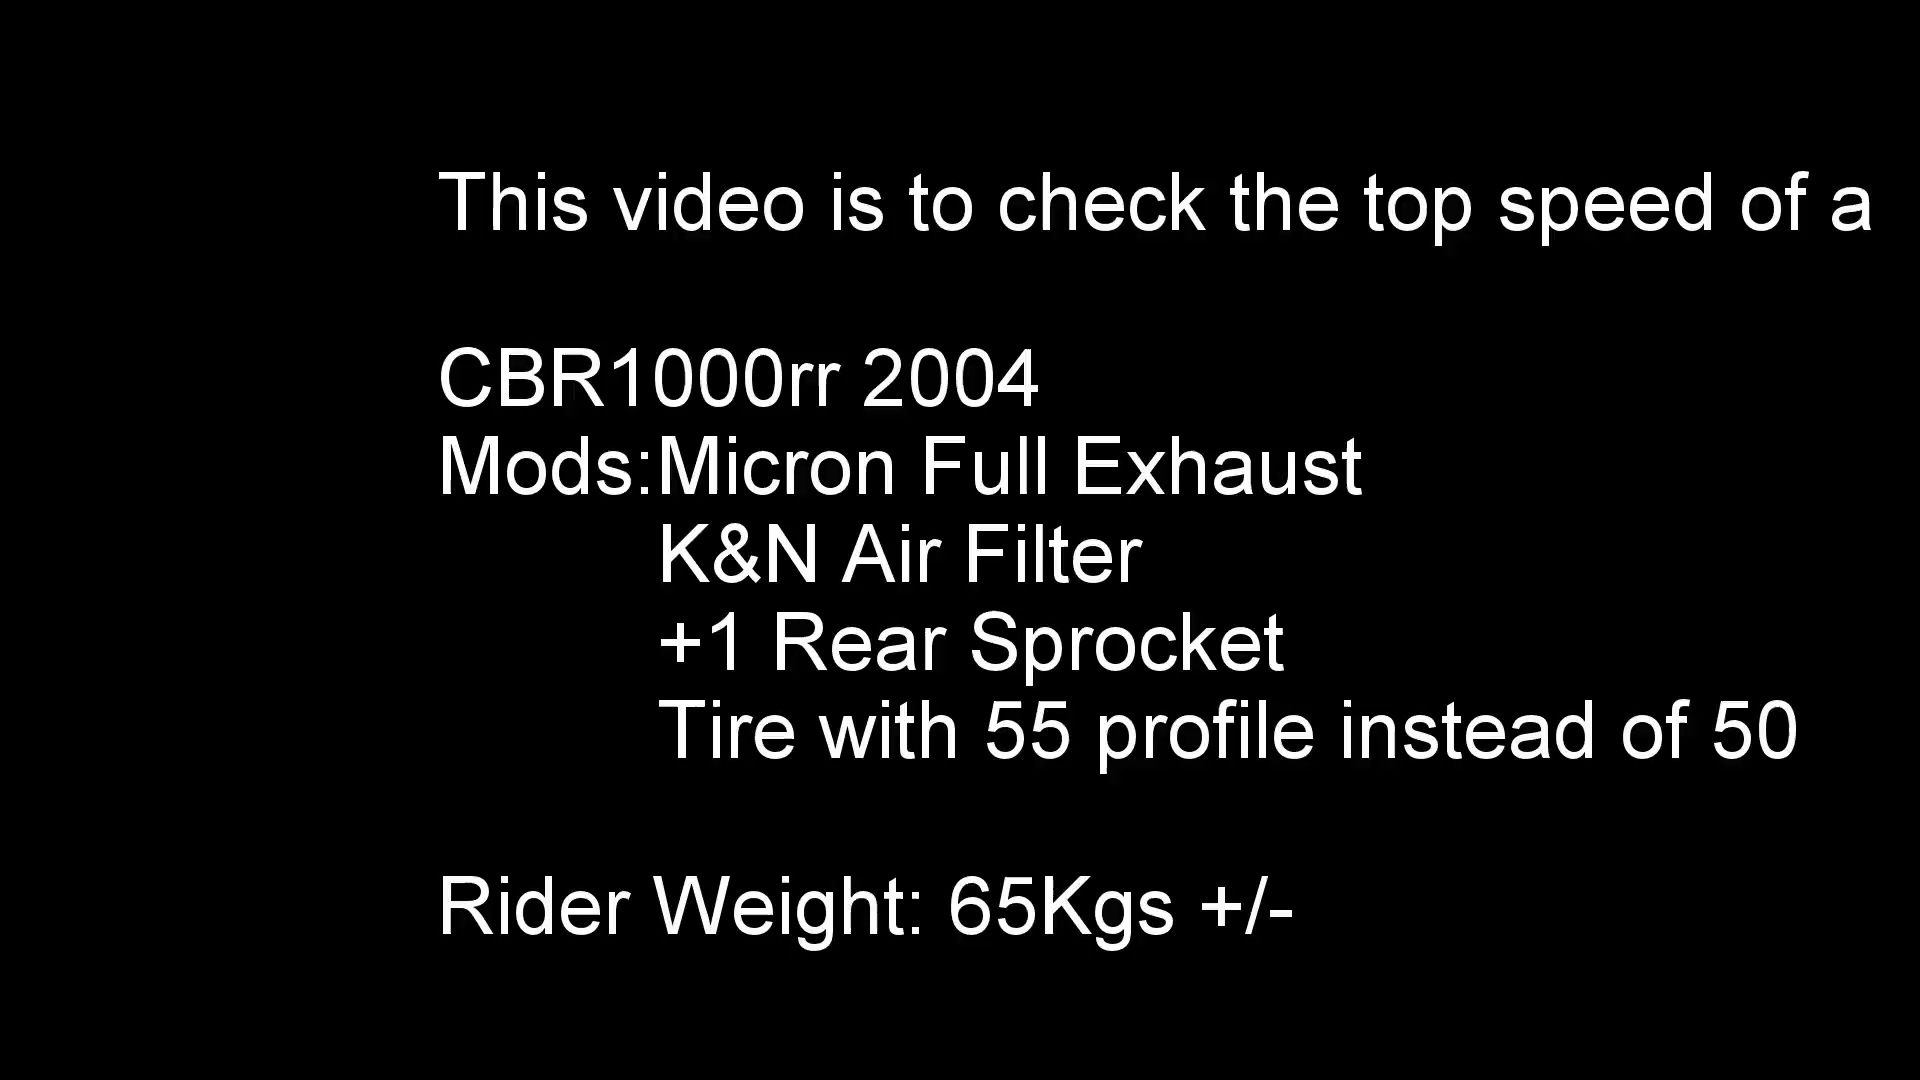 This video is to check the top speed of a
CBR1000rr 2004
Mods:Micron Full Exhaust
K&N Air Filter
+1 Rear Sprocket
Tire with 55 profile instead of 50
Rider Weight: 65Kgs +/-